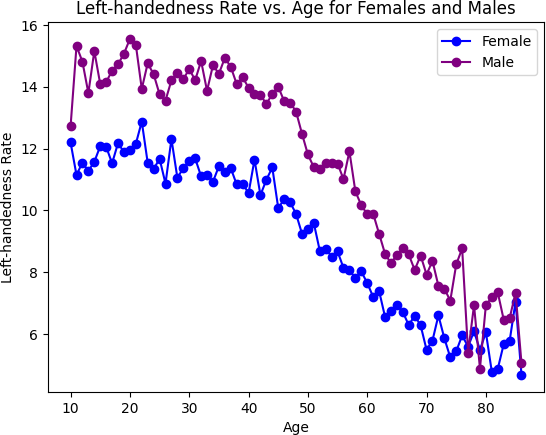 Left-handedness Rate vs. Age for Females and Males
Female
Male
16
14
12
10
8
6
Left-handedness Rate
10 20 30 40 50 60 70 80
Age